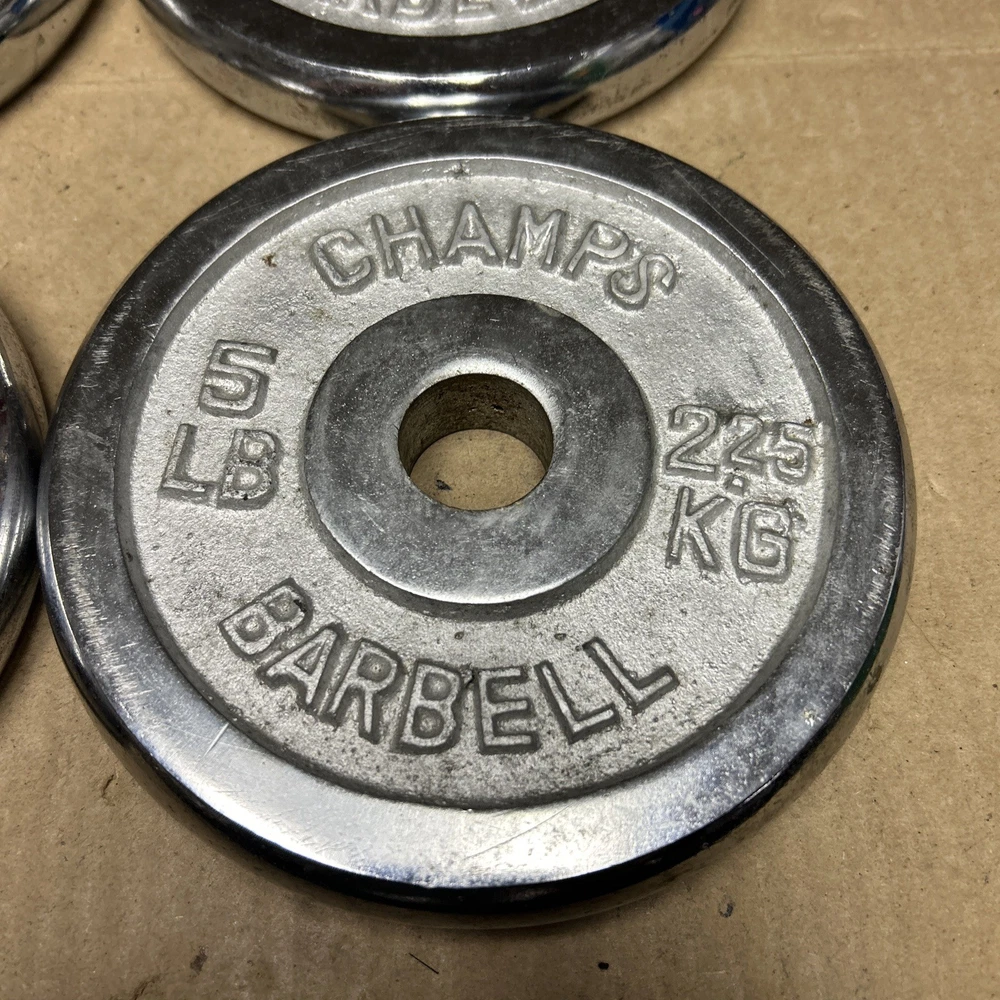 CHAMPS
5
LB
2.25
KG
BARBELL